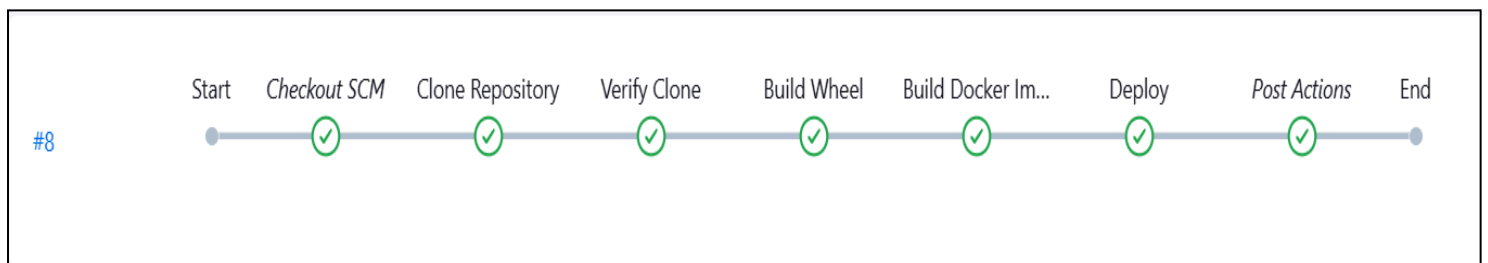 Start Checkout SCM Clone Repository Verify Clone Build Wheel Build Docker Im... Deploy Post Actions End
#8